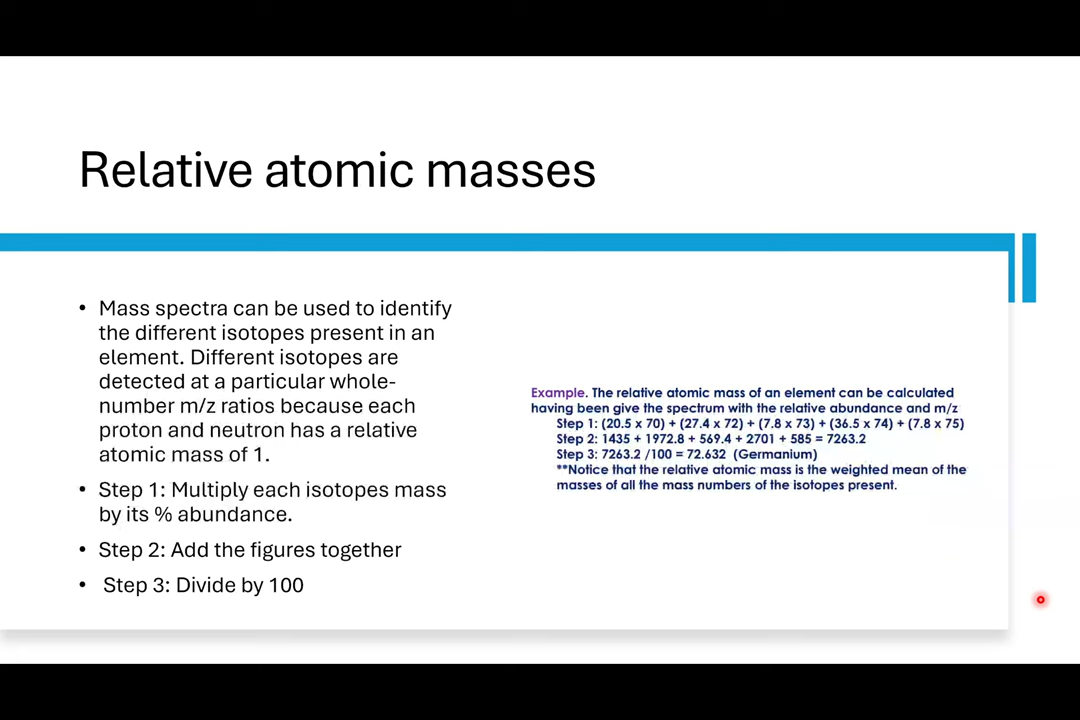 Relative atomic masses
• Mass spectra can be used to identify
the different isotopes present in an
element. Different isotopes are
detected at a particular whole-
number m/z ratios because each
proton and neutron has a relative
atomic mass of 1.
• Step 1: Multiply each isotopes mass
by its % abundance.
• Step 2: Add the figures together
• Step 3: Divide by 100
Example. The relative atomic mass of an element can be calculated
having been give the spectrum with the relative abundance and m/z
Step 1: (20.5 x 70) + (27.4 x 72) + (7.8 x 73) + (36.5 x 74) + (7.8 x 75)
Step 2: 1435 + 1972.8 + 569.4 + 2701 + 585 = 7263.2
Step 3: 7263.2 /100 = 72.632 (Germanium)
**Notice that the relative atomic mass is the weighted mean of the
masses of all the mass numbers of the isotopes present.